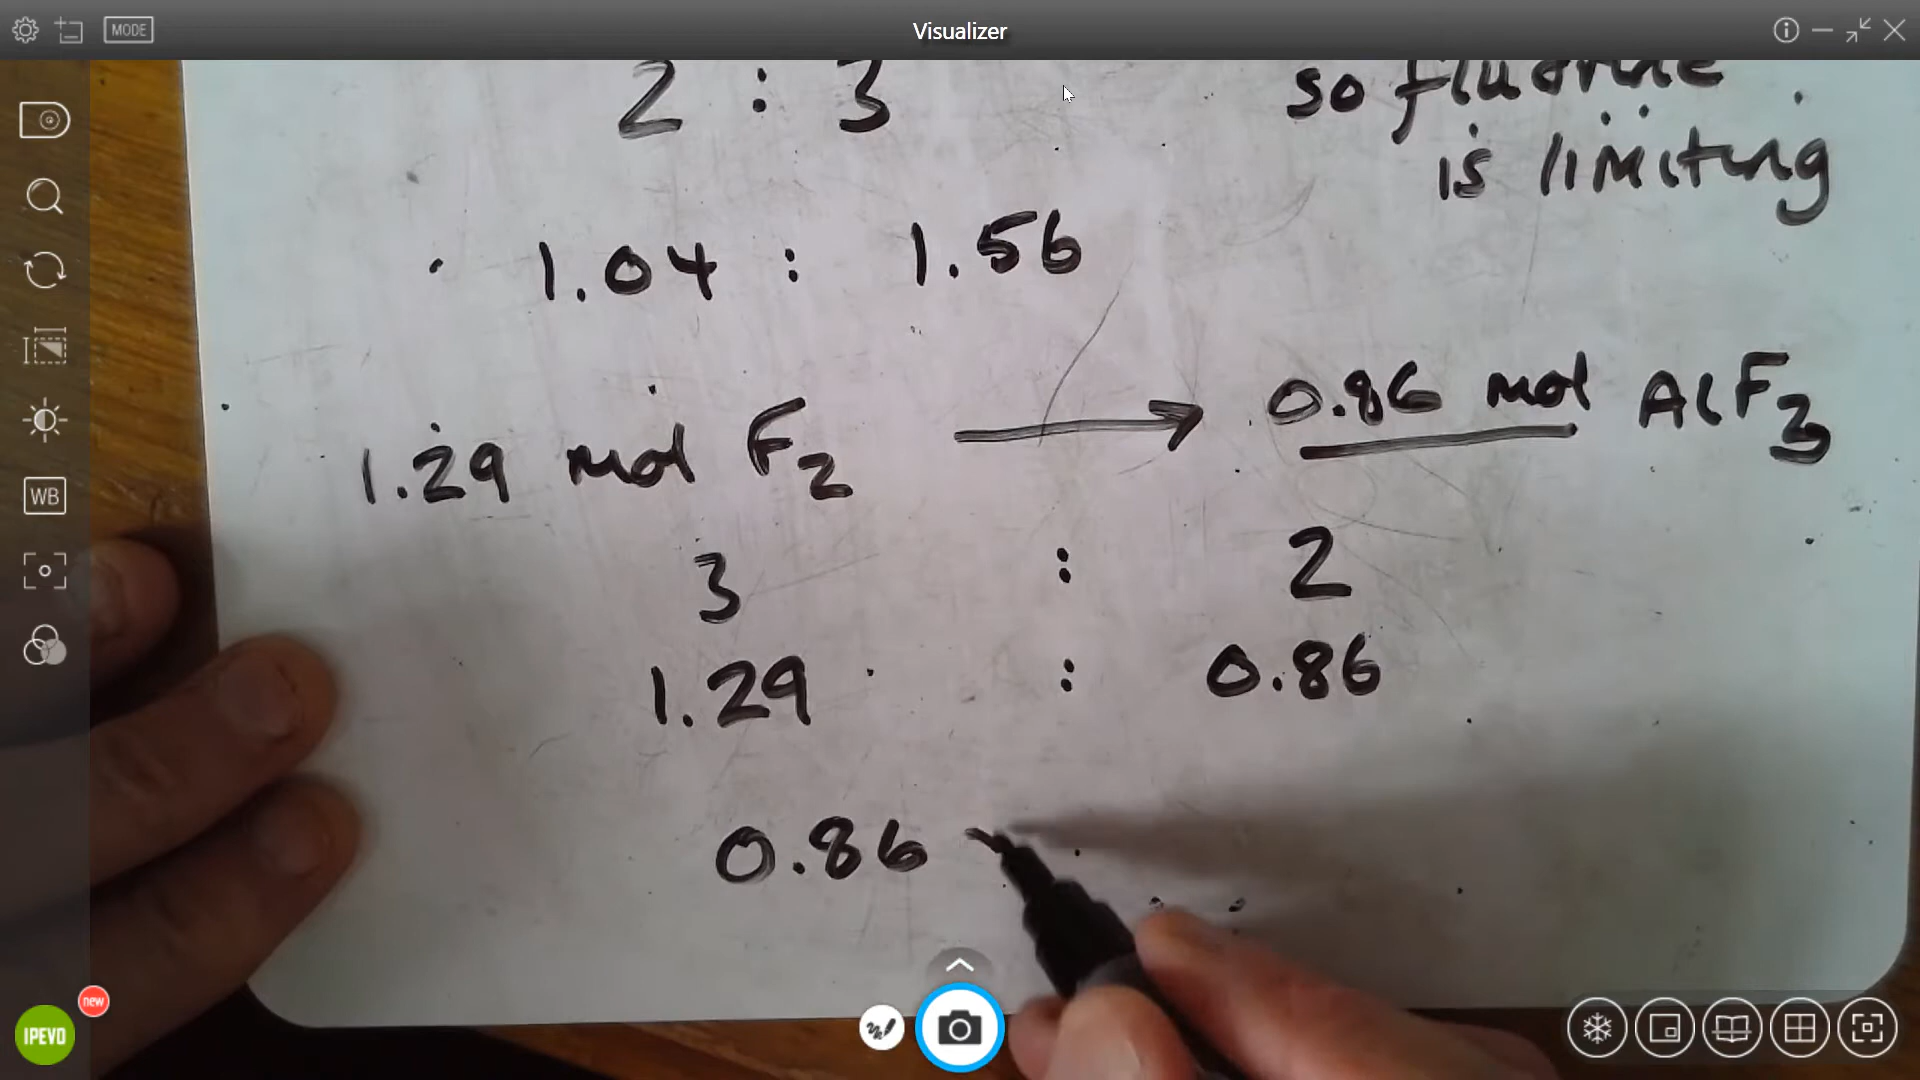 MODE
Visualizer
2 : 3
so fluorine
is limiting
1.04 : 1.56
1.29 mol F2 → 0.86 mol AlF3
3 : 2
1.29 : 0.86
0.86
WB
new
IPEVO